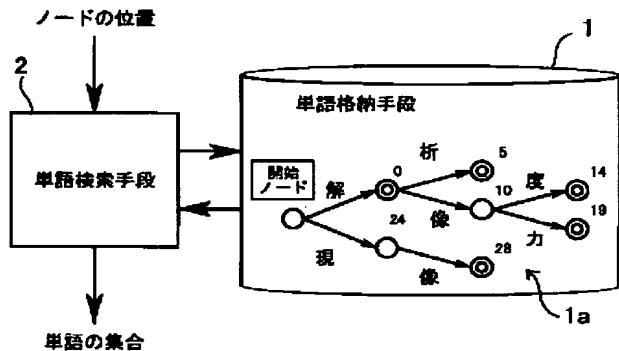 ノードの位置
2
1
単語検索手段
単語格納手段
開始
ノード
解
現
0
24
析
像
像
5
10
28
度
力
14
19
1a
単語の集合